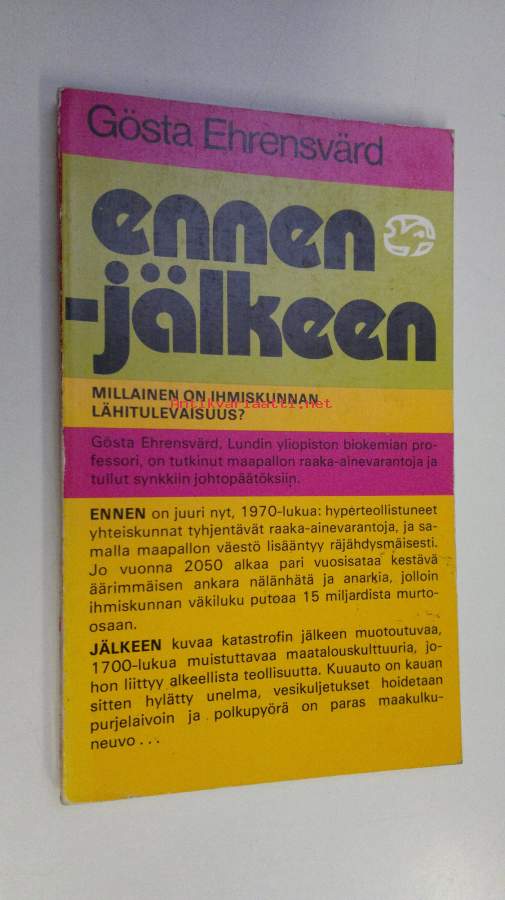 Gösta Ehrensvärd
ennen
-jälkeen
MILLAINEN ON IHMISKUNNAN
Antikvariaatti.net
LÄHITULEVAISUUS?
Gösta Ehrensvärd, Lundin yliopiston biokemian pro-
fessori, on tutkinut maapallon raaka-ainevarantoja ja
tullut synkkiin johtopäätöksiin.
ENNEN on juuri nyt, 1970-lukua: hyperteollistuneet
yhteiskunnat tyhjentävät raaka-ainevarantoja, ja sa-
malla maapallon väestö lisääntyy räjähdysmäisesti.
Jo vuonna 2050 alkaa pari vuosisataa kestävä
äärimmäisen ankara nälänhätä ja anarkia, jolloin
ihmiskunnan väkiluku putoaa 15 miljardista murto-
osaan.
JÄLKEEN kuvaa katastrofin jälkeen muotoutuvaa,
1700-lukua muistuttavaa maatalouskulttuuria, jo-
hon liittyy alkeellista teollisuutta. Kuuauto on kauan
sitten hylätty unelma, vesikuljetukset hoidetaan
purjelaivoin ja polkupyörä on paras maakulku-
neuvo . . .